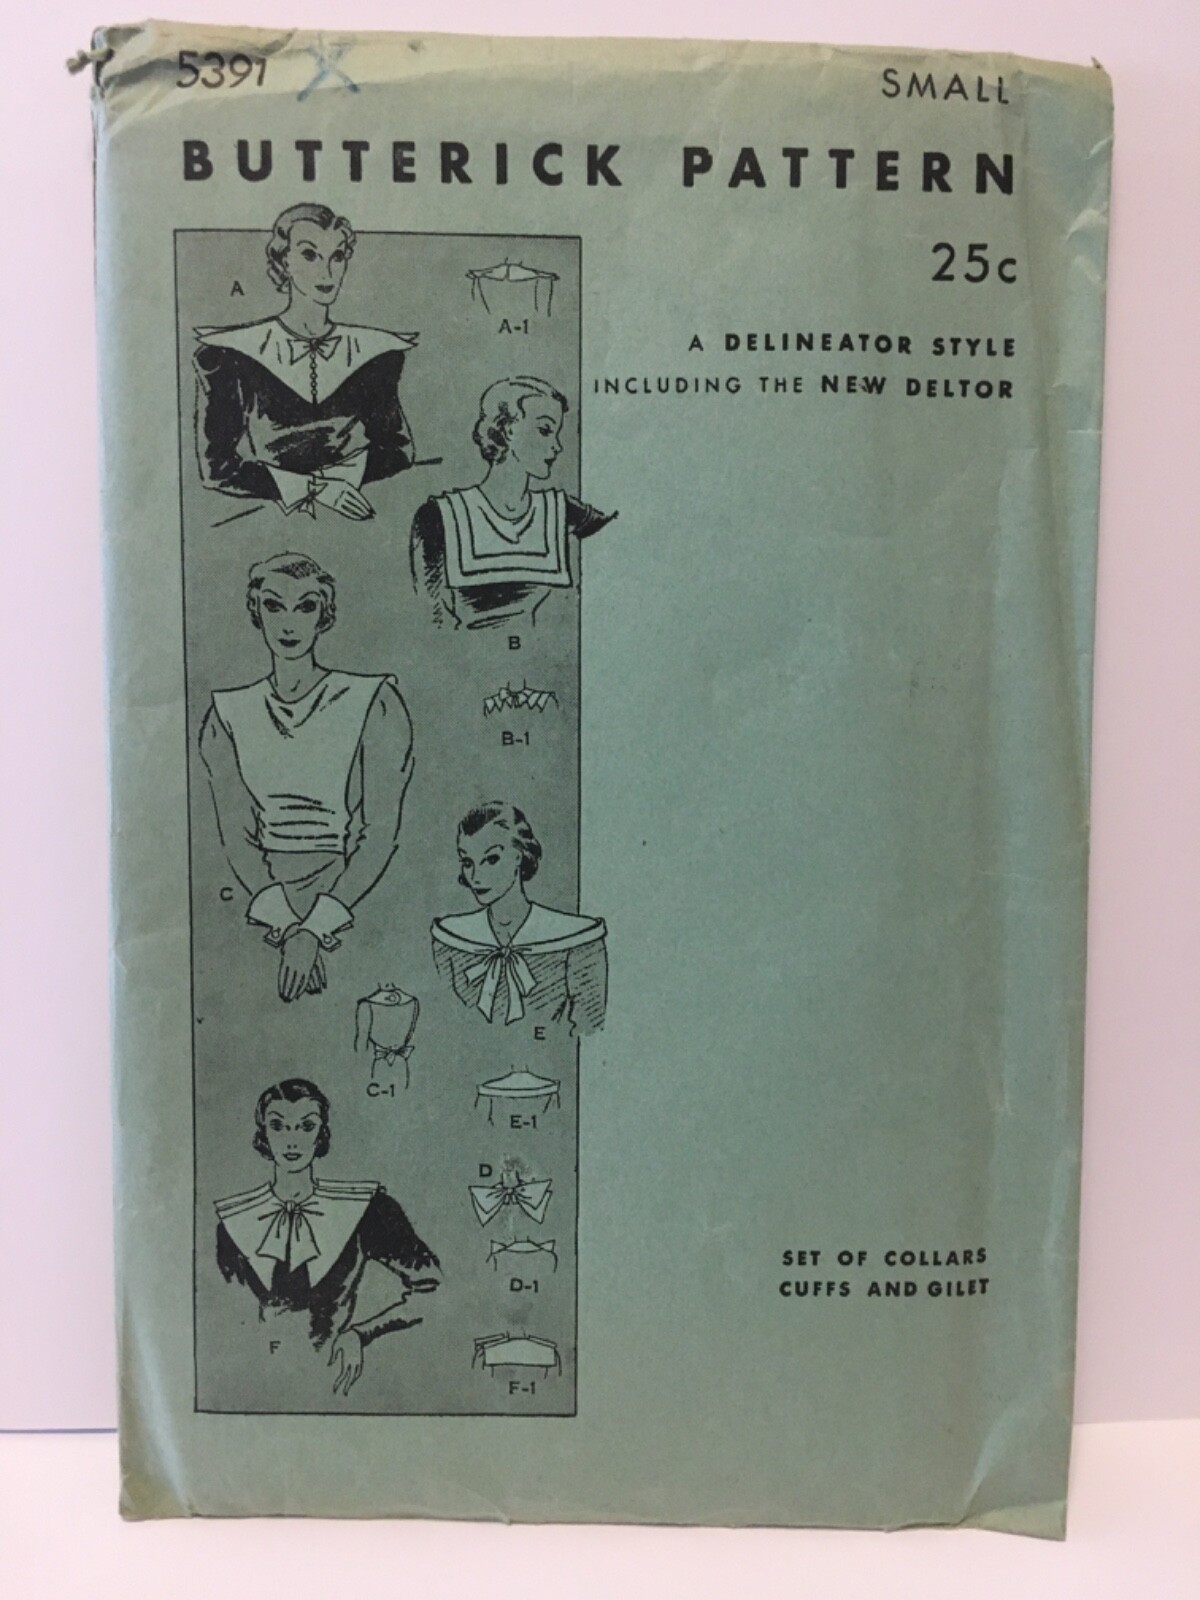 5391 X
SMALL
BUTTERICK PATTERN
25c
A DELINEATOR STYLE
INCLUDING THE NEW DELTOR
A
A-1
B
B-1
C
E
C-1
E-1
D
D-1
F
F-1
SET OF COLLARS
CUFFS AND GILET